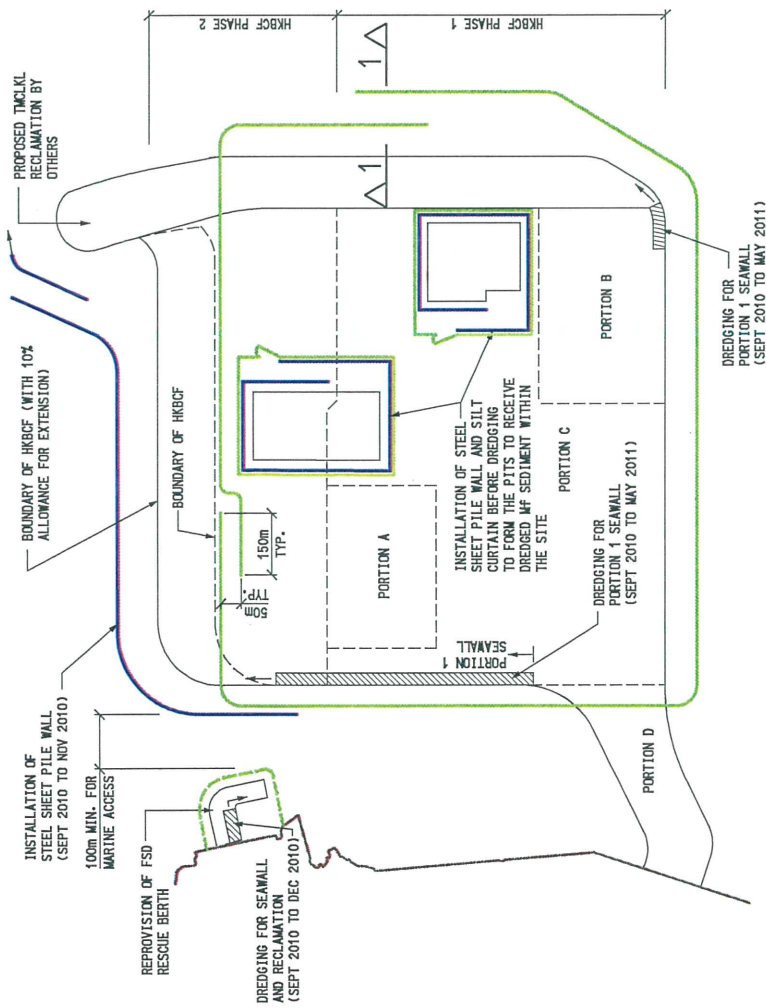 INSTALLATION OF
STEEL SHEET PILE WALL
(SEPT 2010 TO NOV 2010)
100m MIN. FOR
MARINE ACCESS
REPROVISION OF FSD
RESCUE BERTH
DREDGING FOR SEAWALL
AND RECLAMATION
(SEPT 2010 TO DEC 2010)
BOUNDARY OF HKBCF (WITH 10%
ALLOWANCE FOR EXTENSION)
BOUNDARY OF HKBCF
PROPOSED TMCLKL
RECLAMATION BY
OTHERS
HKBCF PHASE 2
HKBCF PHASE 1
1
1
50m
TYP.
150m
TYP.
PORTION A
PORTION 1
SEAWALL
INSTALLATION OF STEEL
SHEET PILE WALL AND SILT
CURTAIN BEFORE DREDGING
TO FORM THE PITS TO RECEIVE
DREDGED Mf SEDIMENT WITHIN
THE SITE
DREDGING FOR
PORTION 1 SEAWALL
(SEPT 2010 TO MAY 2011)
PORTION C
PORTION B
PORTION D
DREDGING FOR
PORTION 1 SEAWALL
(SEPT 2010 TO MAY 2011)